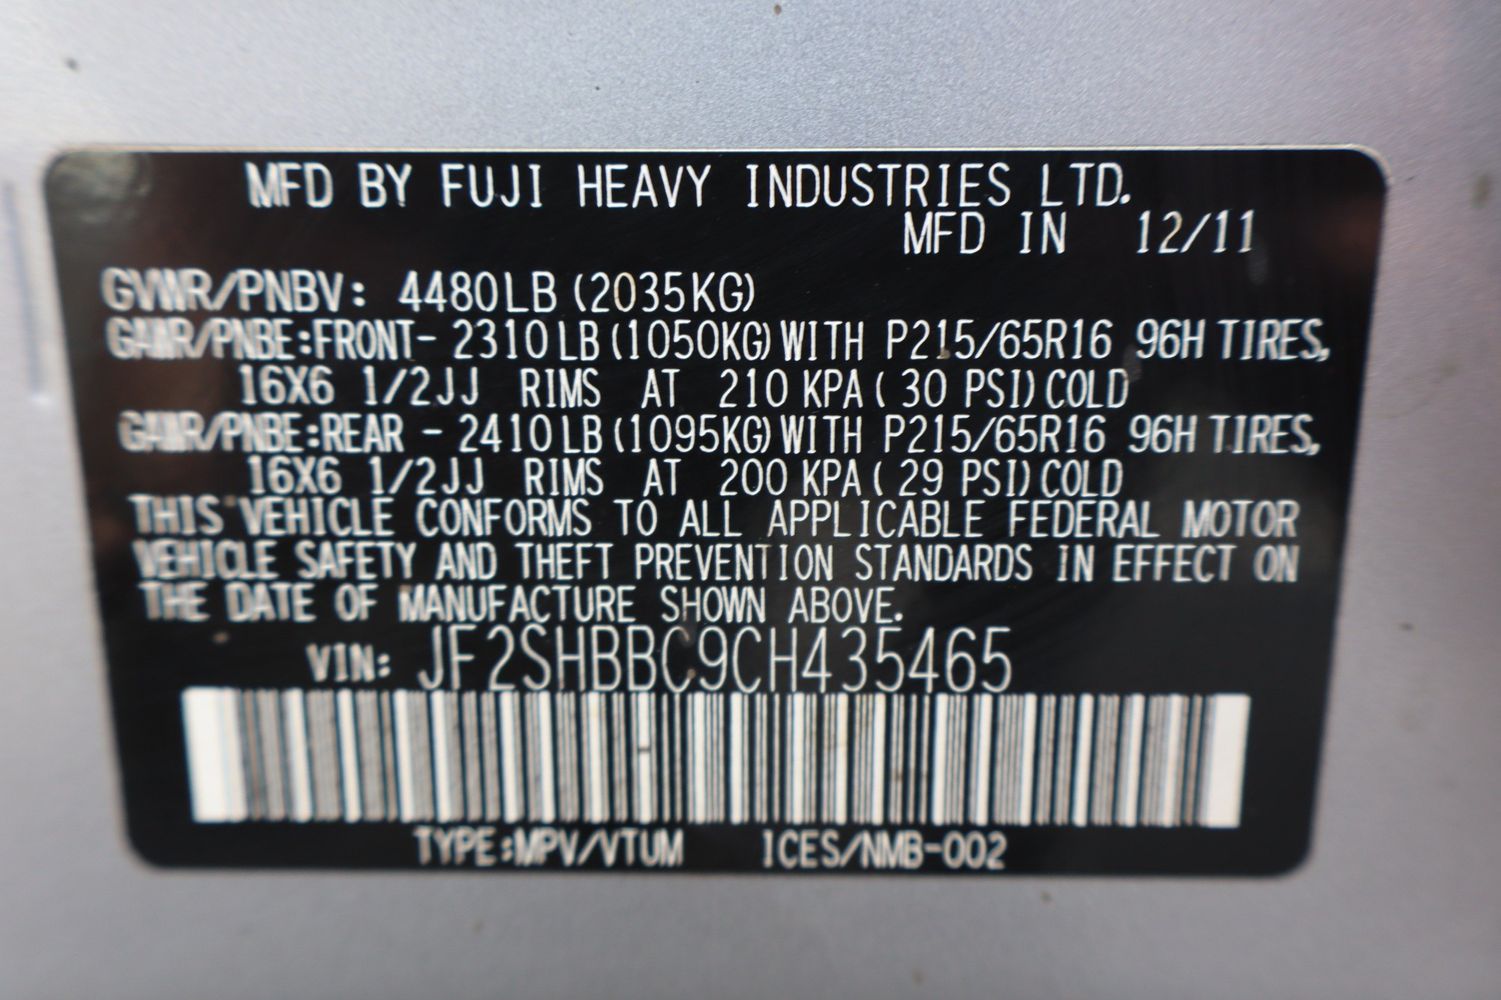 MFD BY FUJI HEAVY INDUSTRIES LTD.
MFD IN 12/11
GVWR/PNBV: 4480LB (2035KG)
GAWR/PNBE:FRONT- 2310LB (1050KG) WITH P215/65R16 96H TIRES,
16X6 1/2JJ RIMS AT 210 KPA ( 30 PSI) COLD
GAWR/PNBE:REAR - 2410LB (1095KG) WITH P215/65R16 96H TIRES,
16X6 1/2JJ RIMS AT 200 KPA ( 29 PSI) COLD
THIS VEHICLE CONFORMS TO ALL APPLICABLE FEDERAL MOTOR
VEHICLE SAFETY AND THEFT PREVENTION STANDARDS IN EFFECT ON
THE DATE OF MANUFACTURE SHOWN ABOVE.
VIN: JF2SHBBC9CH435465
TYPE:MPV/VTUM ICES/NMB-002